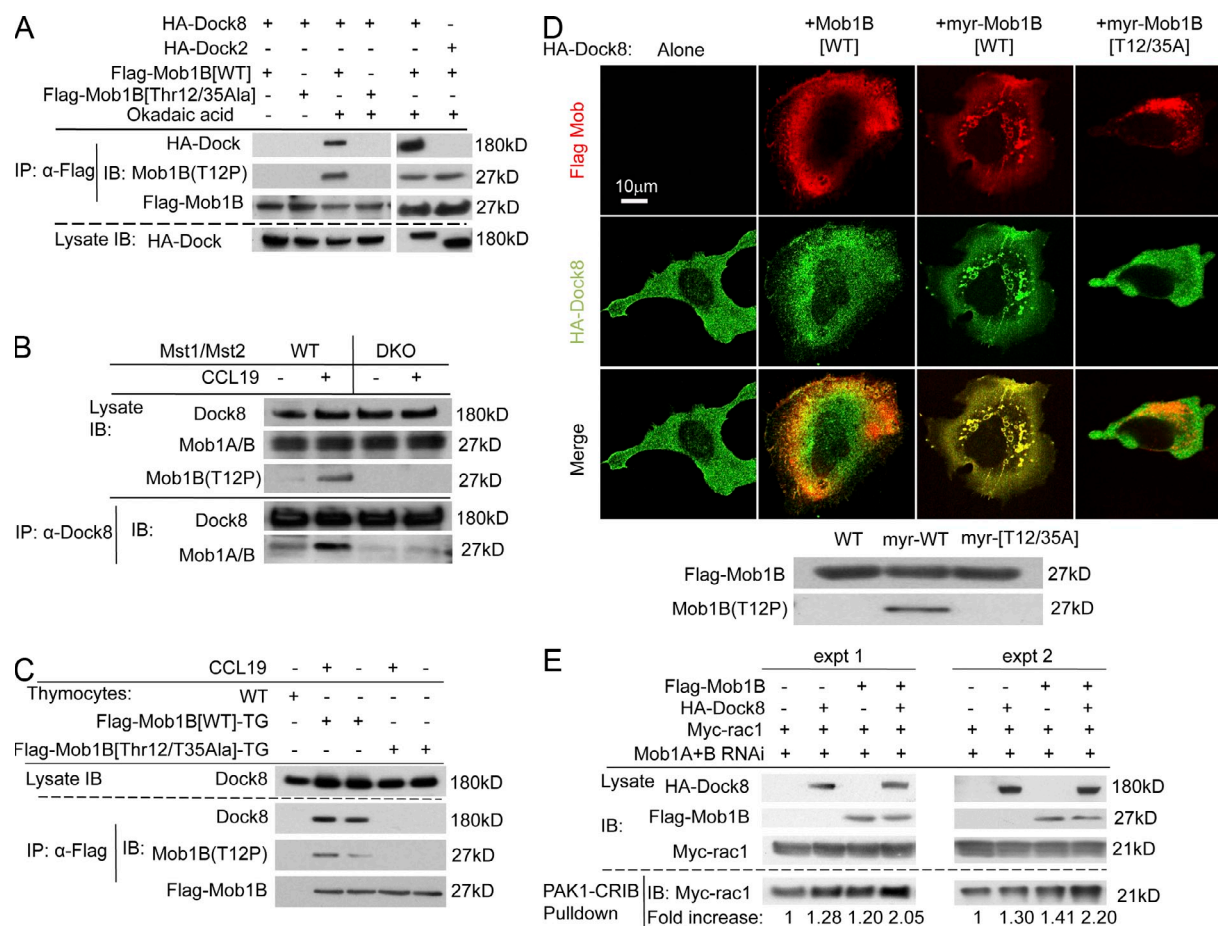 A
HA-Dock8 + + + + + -
HA-Dock2 - - - - - +
Flag-Mob1B[WT] + - + - + +
Flag-Mob1B[Thr12/35Ala] - + - + - -
Okadaic acid - - + + + +
IP: α-Flag IB:
HA-Dock 180kD
Mob1B(T12P) 27kD
Flag-Mob1B 27kD
Lysate IB: HA-Dock 180kD
B
Mst1/Mst2 WT DKO
CCL19 - + - +
Lysate IB:
Dock8 180kD
Mob1A/B 27kD
Mob1B(T12P) 27kD
IP: α-Dock8 IB:
Dock8 180kD
Mob1A/B 27kD
C
CCL19 - + - + -
Thymocytes: WT + - - - -
Flag-Mob1B[WT]-TG - + + - -
Flag-Mob1B[Thr12/T35Ala]-TG - - - + +
Lysate IB Dock8 180kD
IP: α-Flag IB:
Dock8 180kD
Mob1B(T12P) 27kD
Flag-Mob1B 27kD
D
HA-Dock8: Alone +Mob1B [WT] +myr-Mob1B [WT] +myr-Mob1B [T12/35A]
Flag Mob
10μm
HA-Dock8
Merge
WT myr-WT myr-[T12/35A]
Flag-Mob1B 27kD
Mob1B(T12P) 27kD
E
expt 1 expt 2
Flag-Mob1B - - + + - - + +
HA-Dock8 - + - + - + - +
Myc-rac1 + + + + + + + +
Mob1A+B RNAi + + + + + + + +
Lysate IB:
HA-Dock8 180kD
Flag-Mob1B 27kD
Myc-rac1 21kD
PAK1-CRIB Pulldown
IB: Myc-rac1 21kD
Fold increase: 1 1.28 1.20 2.05 1 1.30 1.41 2.20